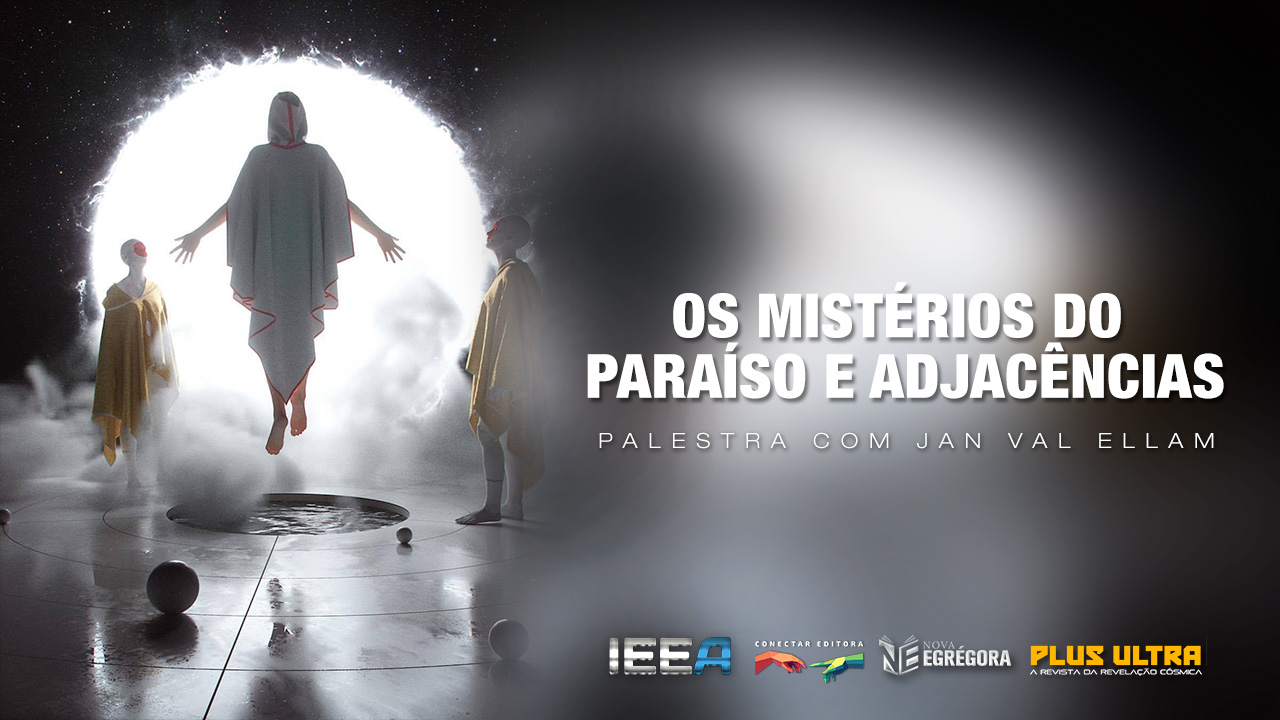 OS MISTÉRIOS DO
PARAÍSO E ADJACÊNCIAS
PALESTRA COM JAN VAL ELLAM
IEEA
CONECTAR EDITORA
NE NOVA
EGRÉGORA
PLUS ULTRA
A REVISTA DA REVELAÇÃO CÓSMICA